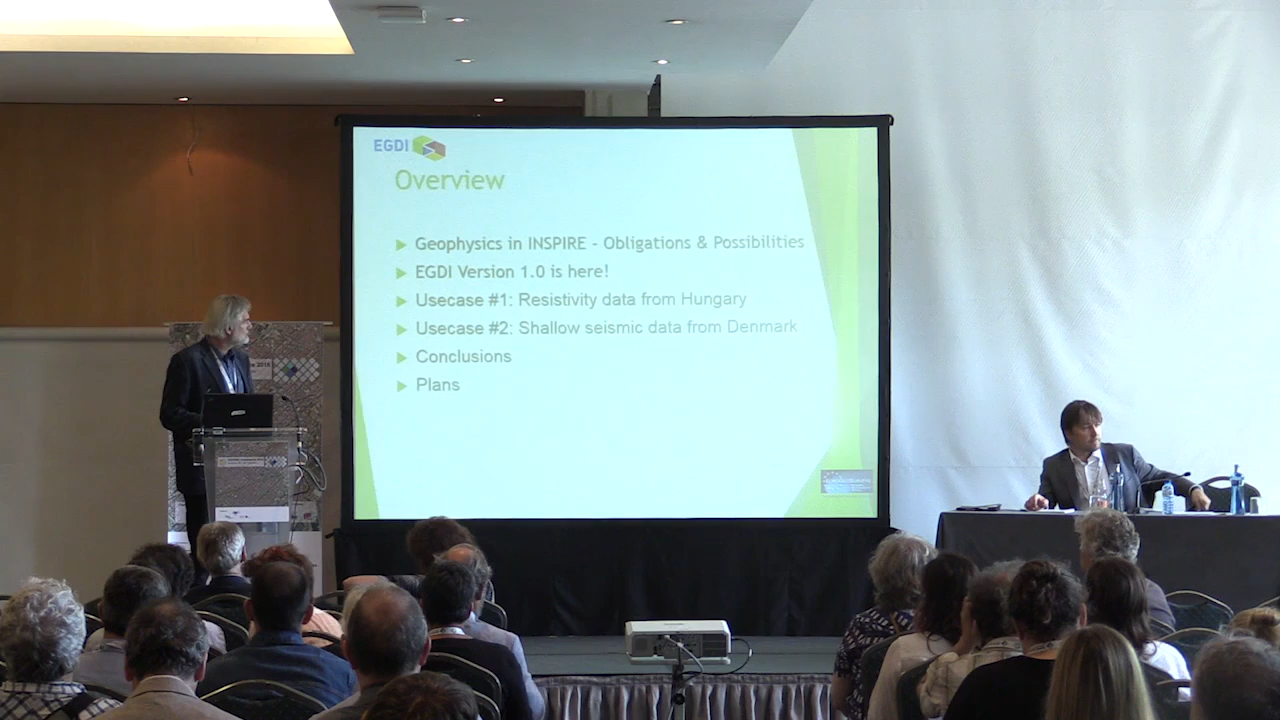 EGDI
Overview
Geophysics in INSPIRE - Obligations & Possibilities
EGDI Version 1.0 is here!
Usecase #1: Resistivity data from Hungary
Usecase #2: Shallow seismic data from Denmark
Conclusions
Plans